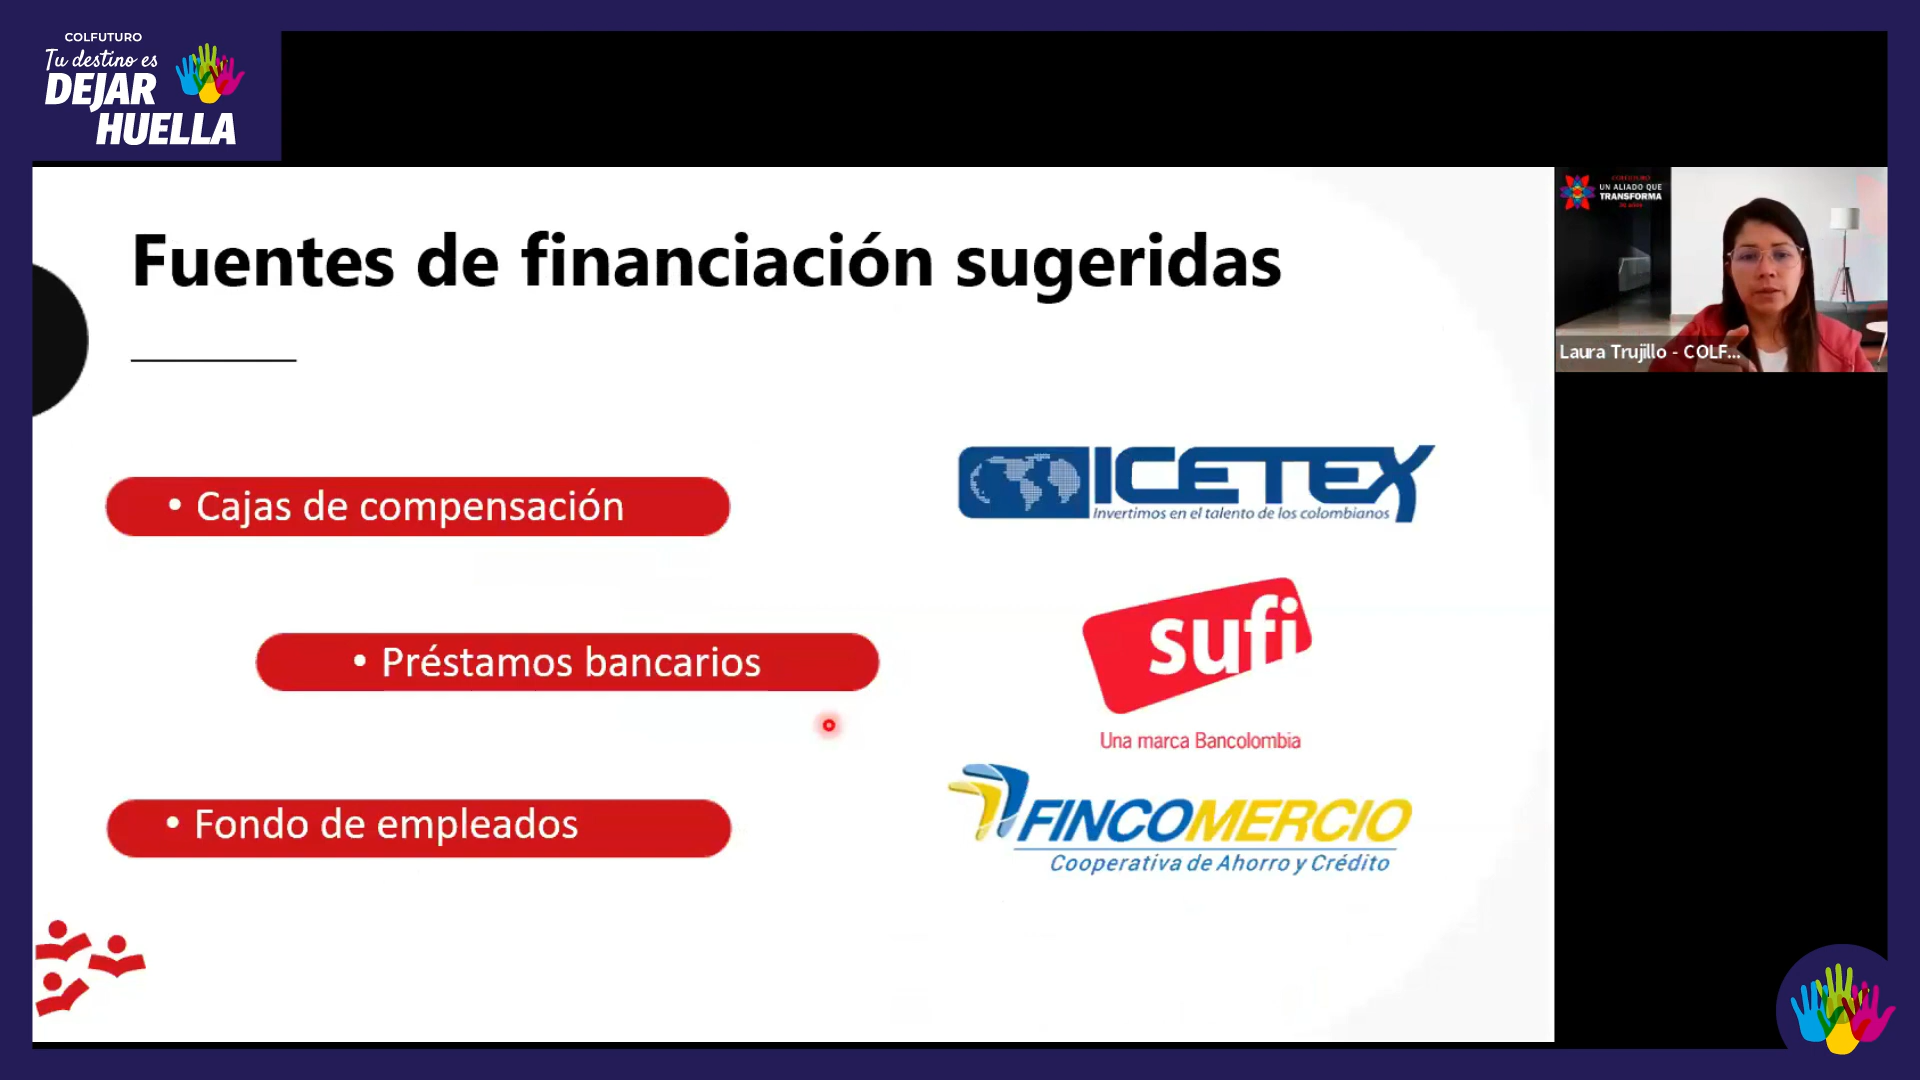 COLFUTURO
Tu destino es
DEJAR
HUELLA
Fuentes de financiación sugeridas
• Cajas de compensación
• Préstamos bancarios
• Fondo de empleados
ICETEX
Invertimos en el talento de los colombianos
sufi
Una marca Bancolombia
FINCOMERCIO
Cooperativa de Ahorro y Crédito
UN ALIADO QUE
TRANSFORMA
Laura Trujillo - COLF...